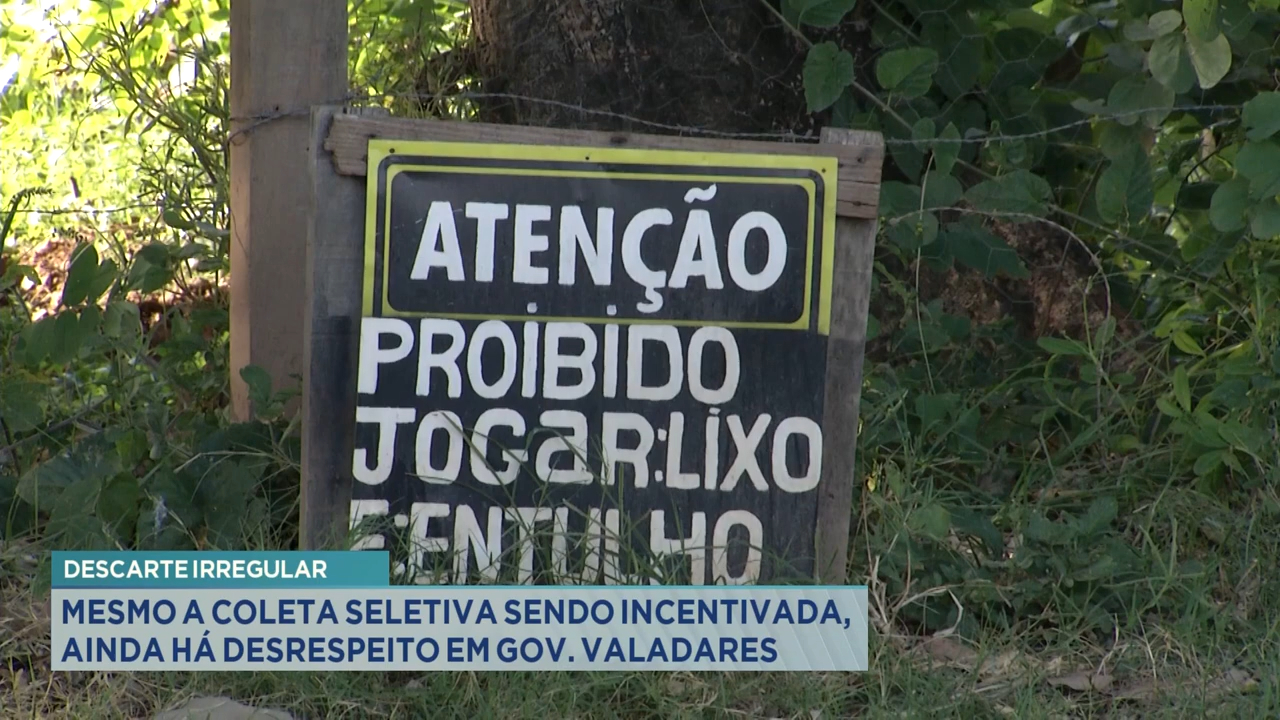 ATENÇÃO
PROIBIDO
JOGAR:LIXO
E:ENTULHO
DESCARTE IRREGULAR
MESMO A COLETA SELETIVA SENDO INCENTIVADA,
AINDA HÁ DESRESPEITO EM GOV. VALADARES